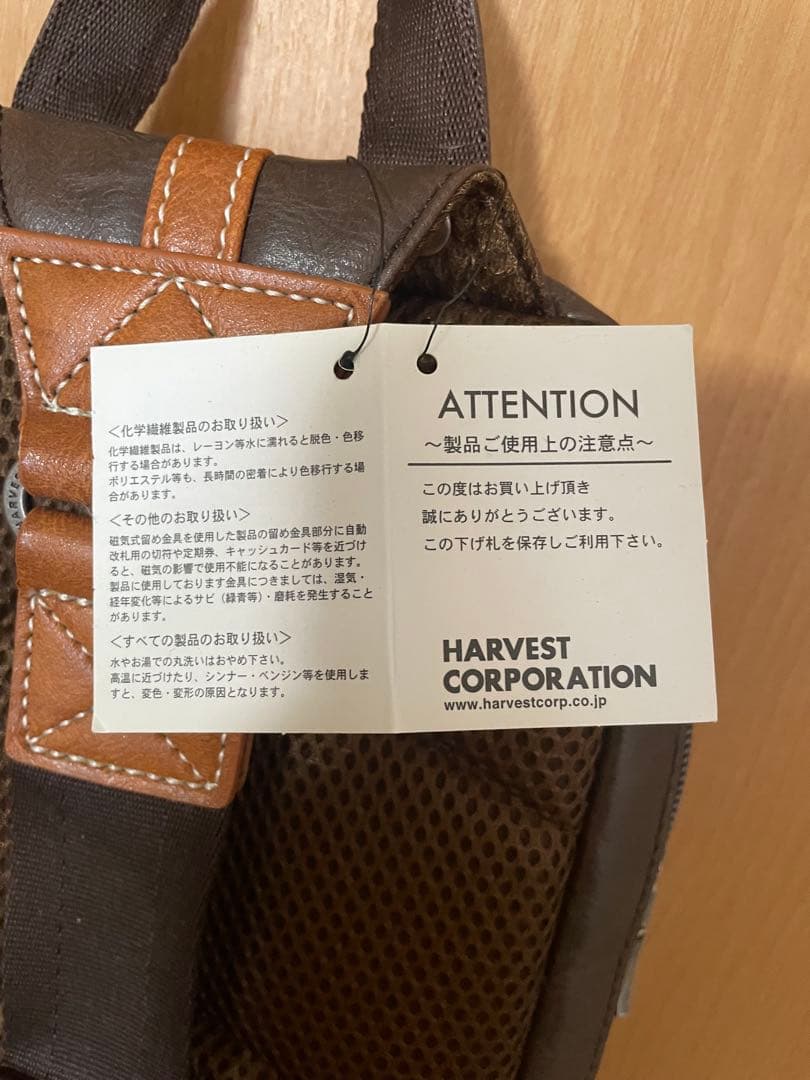 <化学繊維製品のお取り扱い>
化学繊維製品は、レーヨン等水に濡れると脱色・色移
行する場合があります。
ポリエステル等も、長時間の密着により色移行する場
合があります。
<その他のお取り扱い>
磁気式留め金具を使用した製品の留め金具部分に自動
改札用の切符や定期券、キャッシュカード等を近づけ
ると、磁気の影響で使用不能になることがあります。
製品に使用しております金具につきましては、湿気・
経年変化等によるサビ（緑青等）・磨耗を発生すること
があります。
<すべての製品のお取り扱い>
水やお湯での丸洗いはおやめ下さい。
高温に近づけたり、シンナー・ベンジン等を使用しま
すと、変色・変形の原因となります。
ATTENTION
～製品ご使用上の注意点～
この度はお買い上げ頂き
誠にありがとうございます。
この下げ札を保存しご利用下さい。
HARVEST
CORPORATION
www.harvestcorp.co.jp